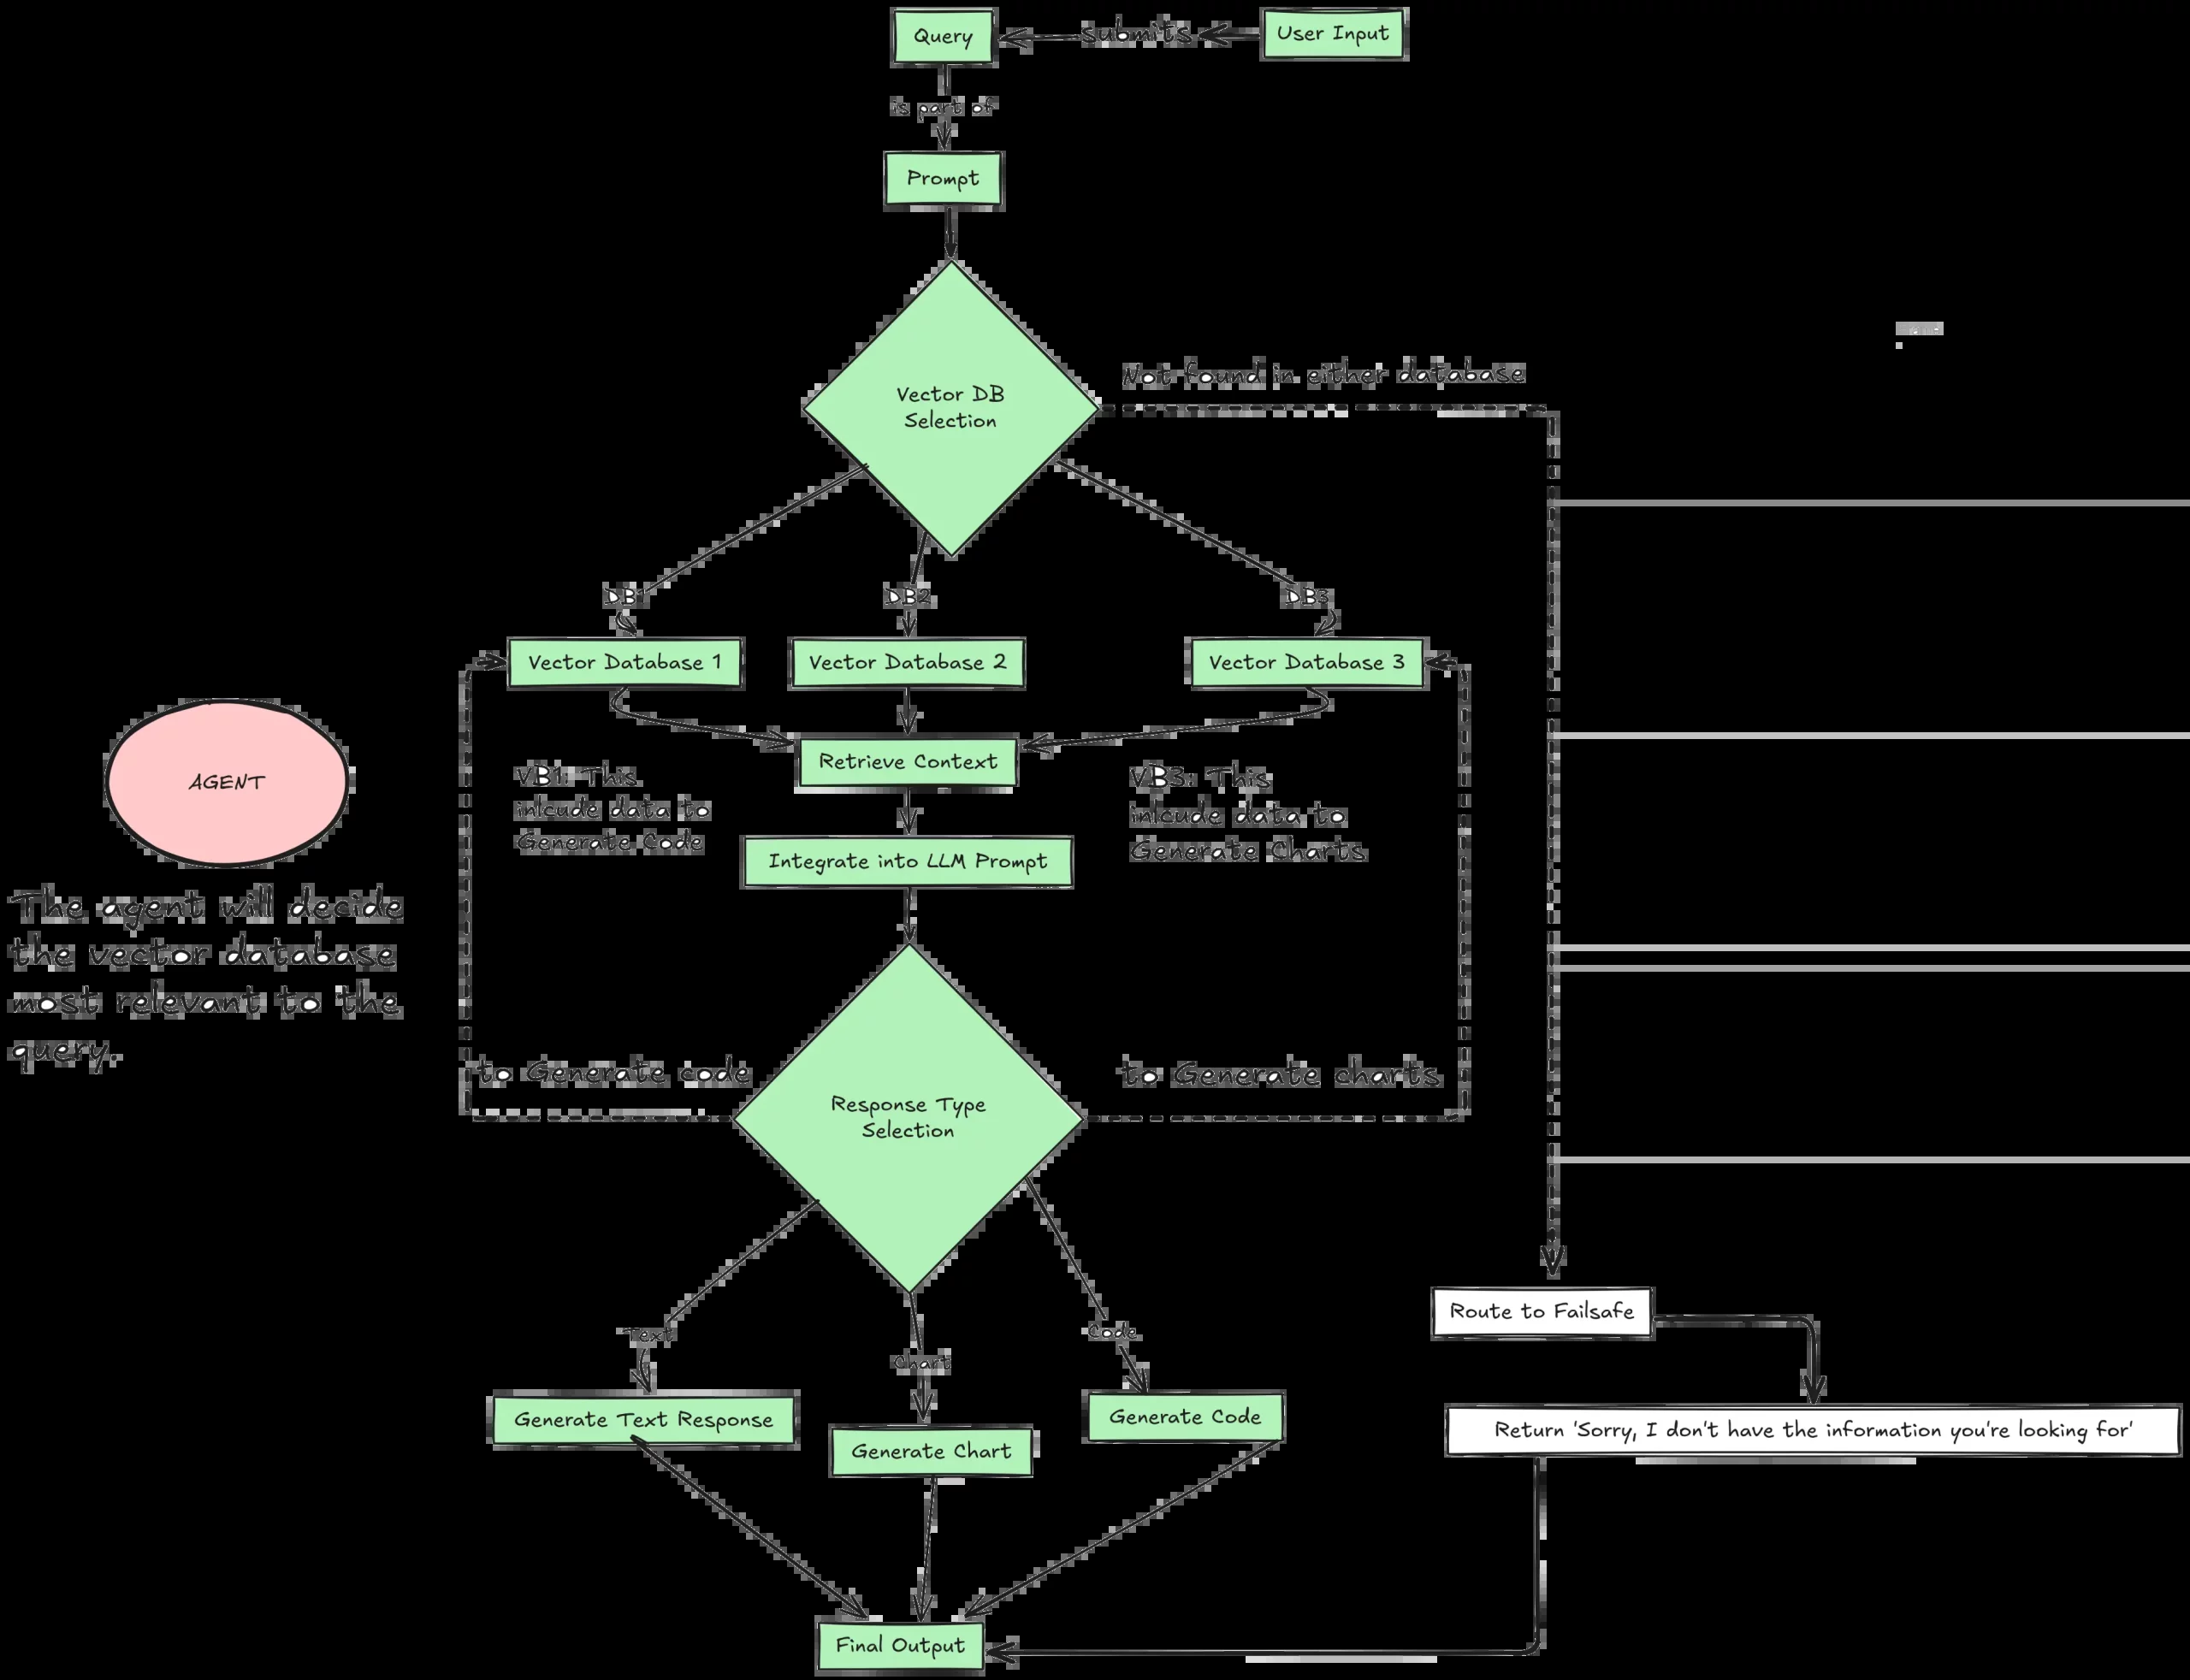 Query
submits
User Input
is part of
Prompt
Vector DB
Selection
Not found in either database
DB1
DB2
DB3
Vector Database 1
Vector Database 2
Vector Database 3
AGENT
The agent will decide
the vector database
most relevant to the
query.
Retrieve Context
VB1: This
inlcude data to
Generate Code
VB3: This
inlcude data to
Generate Charts
Integrate into LLM Prompt
to Generate code
to Generate charts
Response Type
Selection
Text
Chart
Code
Route to Failsafe
Generate Text Response
Generate Chart
Generate Code
Return 'Sorry, I don't have the information you're looking for'
Final Output